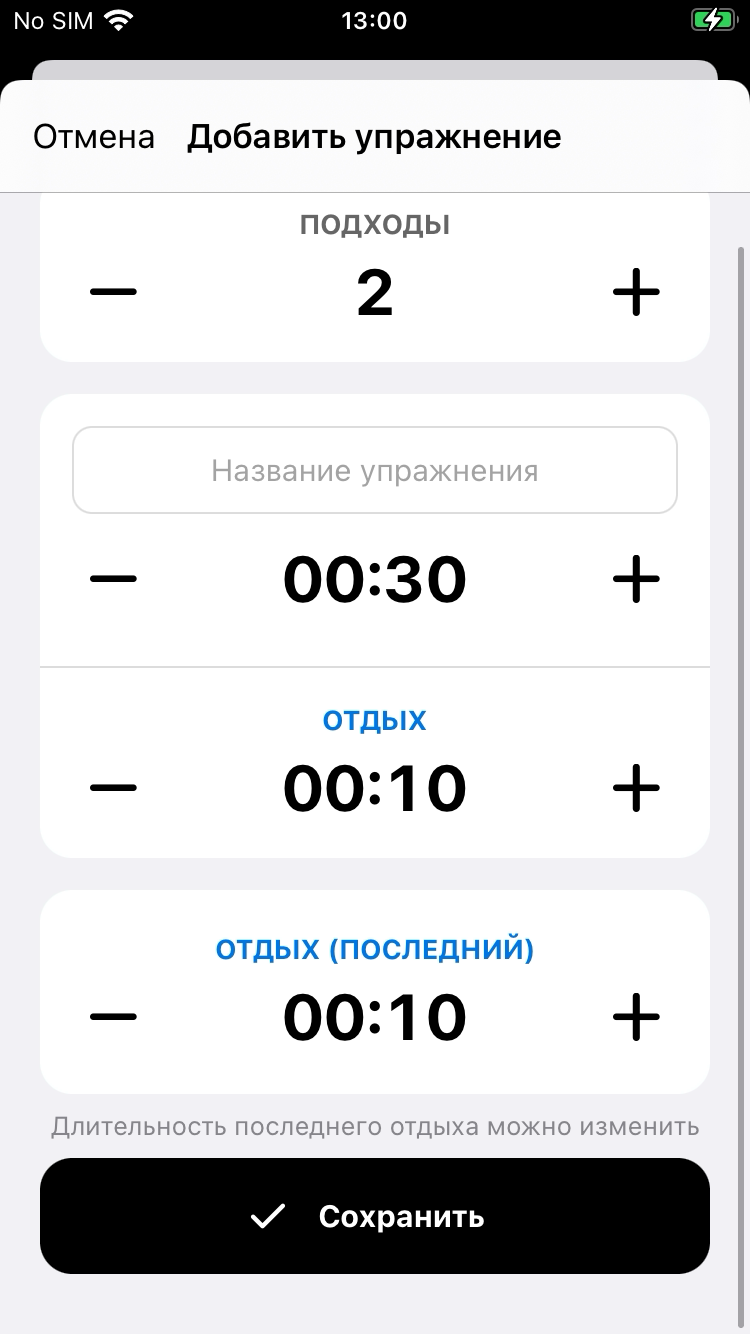 No SIM 13:00
Отмена Добавить упражнение
ПОДХОДЫ
2
Название упражнения
00:30
ОТДЫХ
00:10
ОТДЫХ (ПОСЛЕДНИЙ)
00:10
Длительность последнего отдыха можно изменить
Сохранить